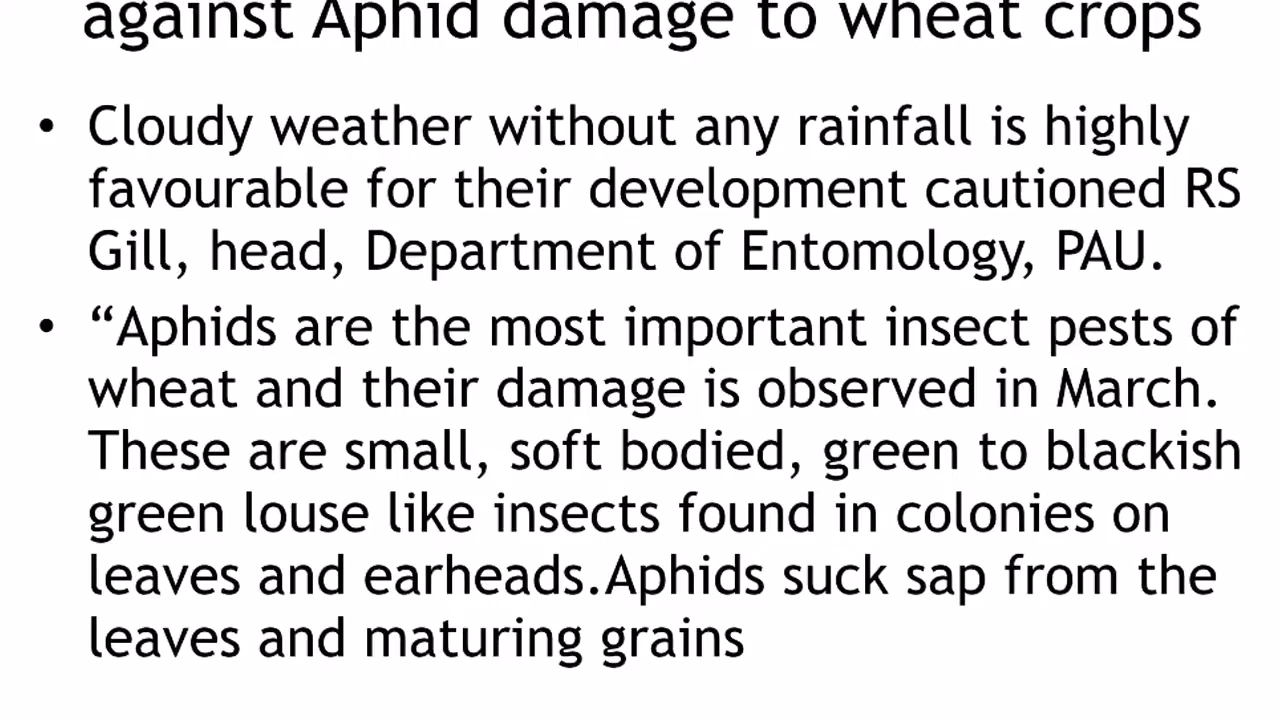 against Aphid damage to wheat crops
• Cloudy weather without any rainfall is highly
favourable for their development cautioned RS
Gill, head, Department of Entomology, PAU.
• “Aphids are the most important insect pests of
wheat and their damage is observed in March.
These are small, soft bodied, green to blackish
green louse like insects found in colonies on
leaves and earheads.Aphids suck sap from the
leaves and maturing grains